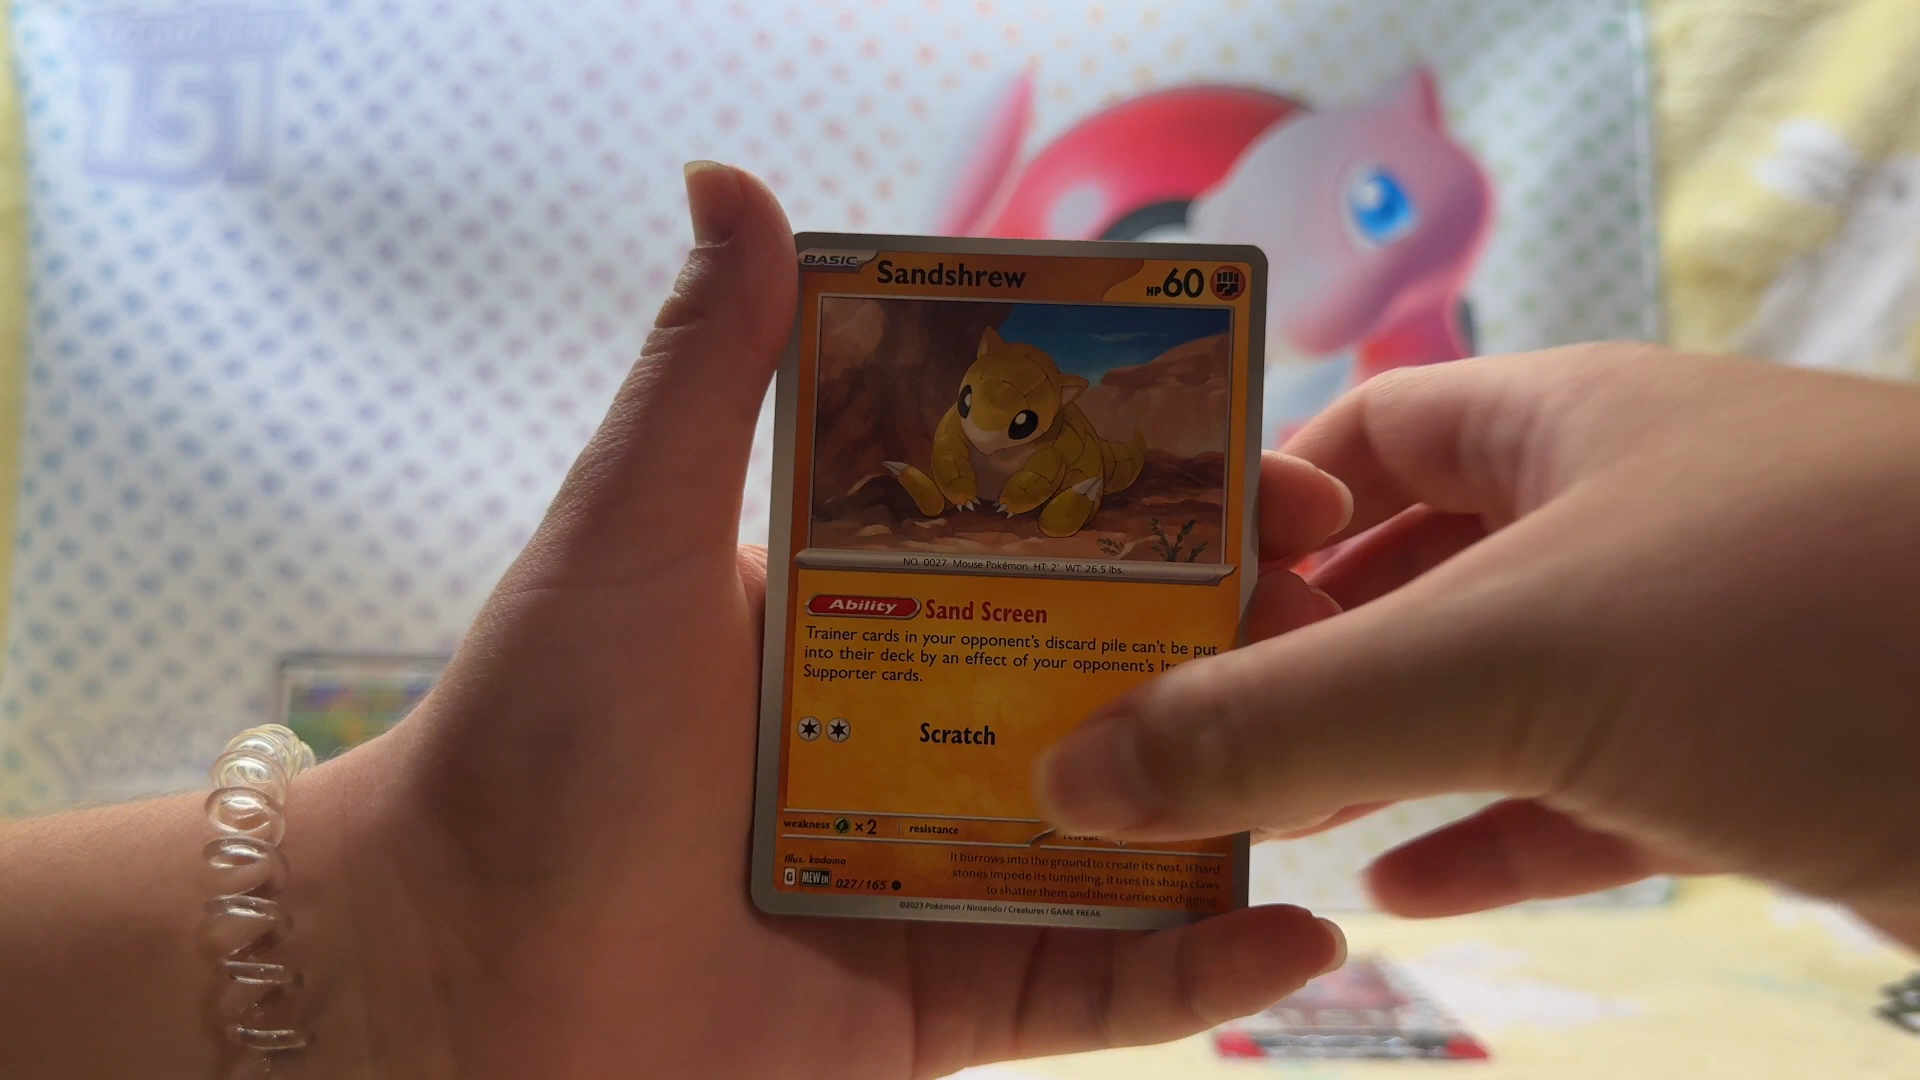 151
BASIC Sandshrew HP 60
NO. 0027 Mouse Pokémon HT: 2' WT: 26.5 lbs.
Ability Sand Screen
Trainer cards in your opponent's discard pile can't be put
into their deck by an effect of your opponent's
Supporter cards.
Scratch
weakness ×2 resistance retreat
Illus. kodama
It burrows into the ground to create its nest. If hard
stones impede its tunneling, it uses its sharp claws
to shatter them and then carries on digging.
G MEW EN 027/165
©2023 Pokémon / Nintendo / Creatures / GAME FREAK